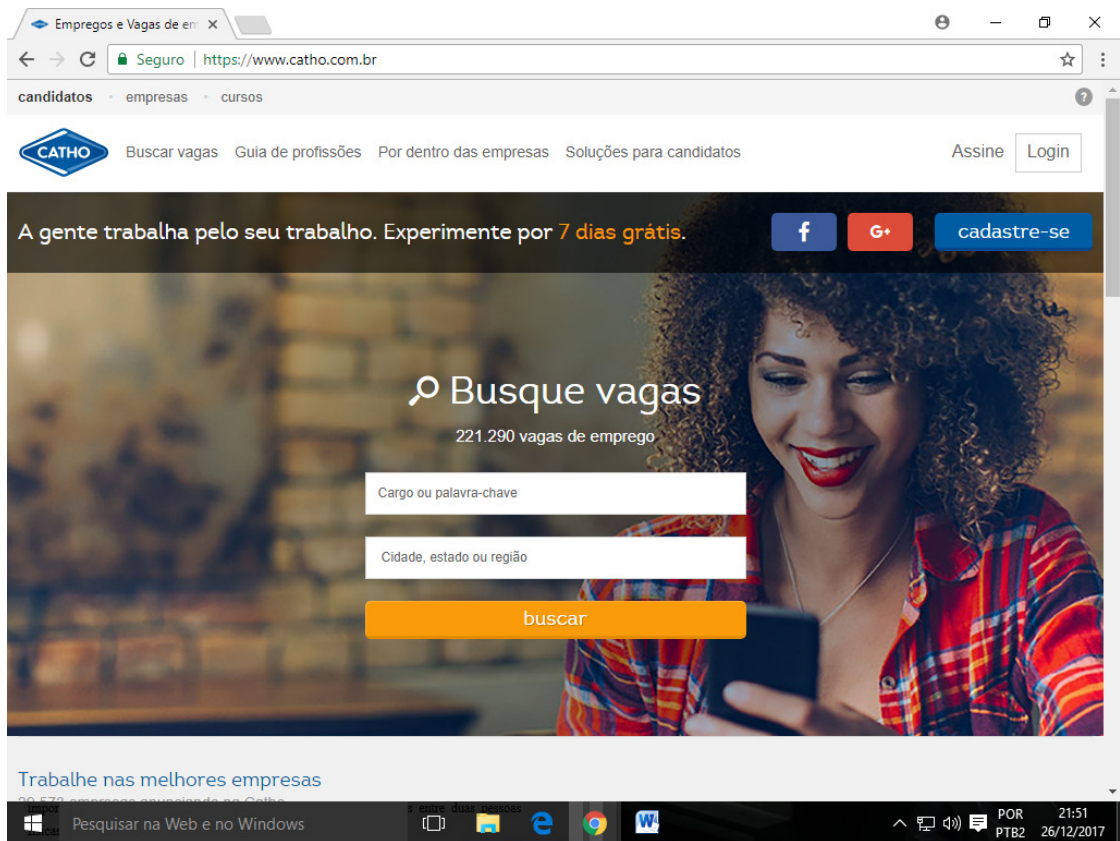 Empregos e Vagas de em
Seguro | https://www.catho.com.br
candidatos • empresas • cursos
CATHO Buscar vagas Guia de profissões Por dentro das empresas Soluções para candidatos Assine Login
A gente trabalha pelo seu trabalho. Experimente por 7 dias grátis. f G+ cadastre-se
Busque vagas
221.290 vagas de emprego
Cargo ou palavra-chave
Cidade, estado ou região
buscar
Trabalhe nas melhores empresas
entre duas pessoas
Pesquisar na Web e no Windows
POR 21:51
PTB2 26/12/2017